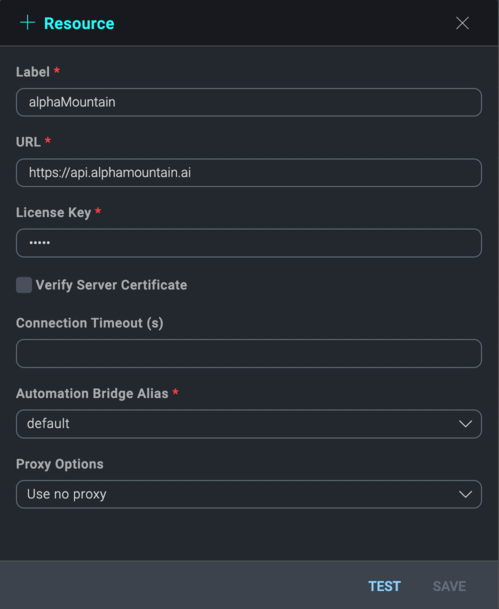 + Resource
Label *
alphaMountain
URL *
https://api.alphamountain.ai
License Key *
•••••
Verify Server Certificate
Connection Timeout (s)
Automation Bridge Alias *
default
Proxy Options
Use no proxy
TEST SAVE